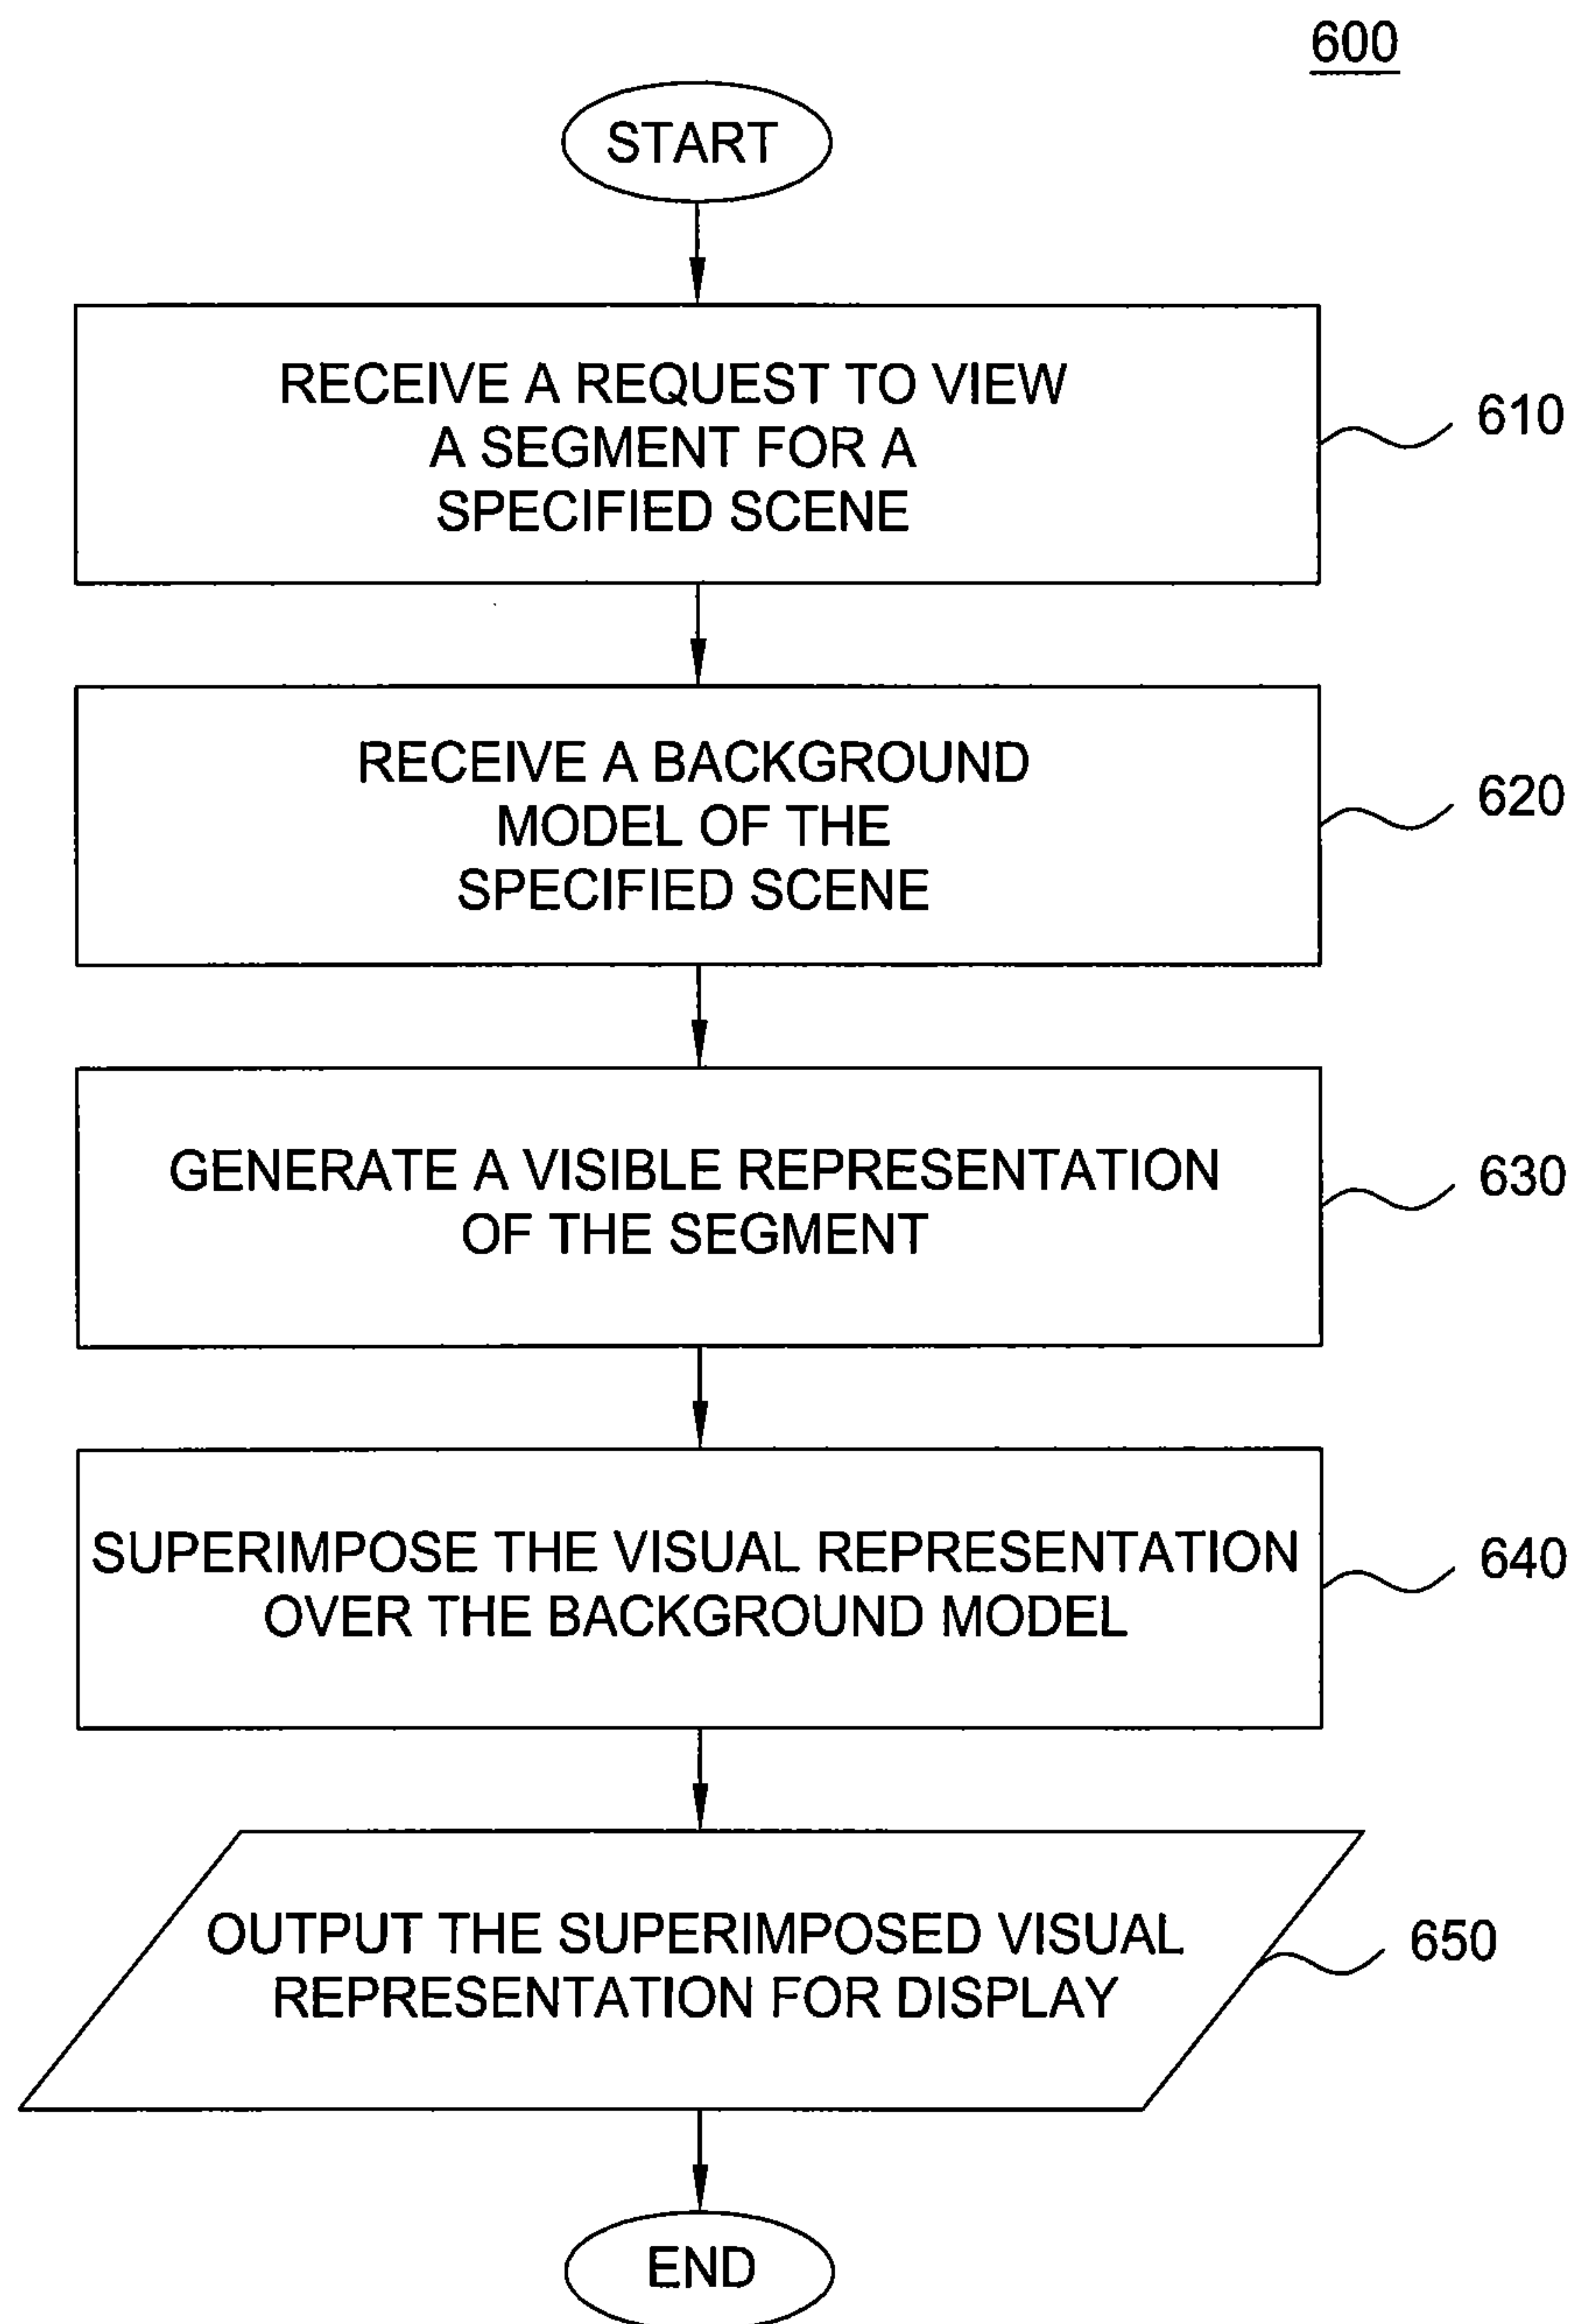 600
START
RECEIVE A REQUEST TO VIEW
A SEGMENT FOR A
SPECIFIED SCENE
610
RECEIVE A BACKGROUND
MODEL OF THE
SPECIFIED SCENE
620
GENERATE A VISIBLE REPRESENTATION
OF THE SEGMENT
630
SUPERIMPOSE THE VISUAL REPRESENTATION
OVER THE BACKGROUND MODEL
640
OUTPUT THE SUPERIMPOSED VISUAL
REPRESENTATION FOR DISPLAY
650
END